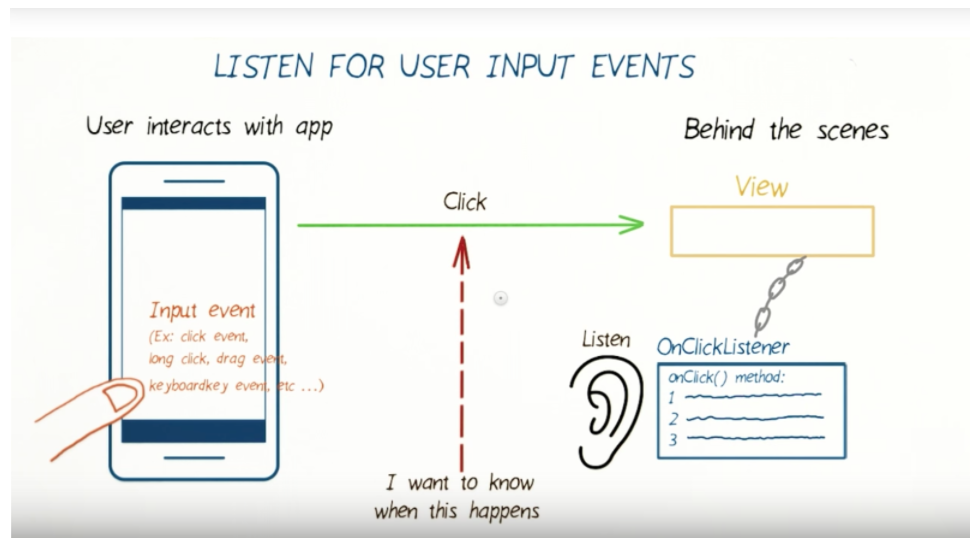 LISTEN FOR USER INPUT EVENTS
User interacts with app
Behind the scenes
Click
View
Input event
(Ex: click event,
long click, drag event,
keyboardkey event, etc ...)
Listen
OnClickListener
onClick() method:
1
2
3
I want to know
when this happens